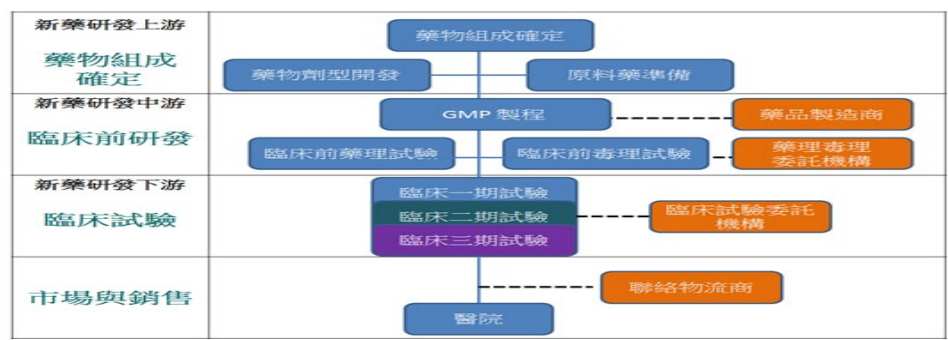 新藥研發上游
藥物組成
確定
藥物組成確定
藥物劑型開發
原料藥準備
新藥研發中游
臨床前研發
GMP 製程
藥品製造商
臨床前藥理試驗
臨床前毒理試驗
藥理毒理
委託機構
新藥研發下游
臨床試驗
臨床一期試驗
臨床二期試驗
臨床三期試驗
臨床試驗委託
機構
市場與銷售
聯絡物流商
醫院